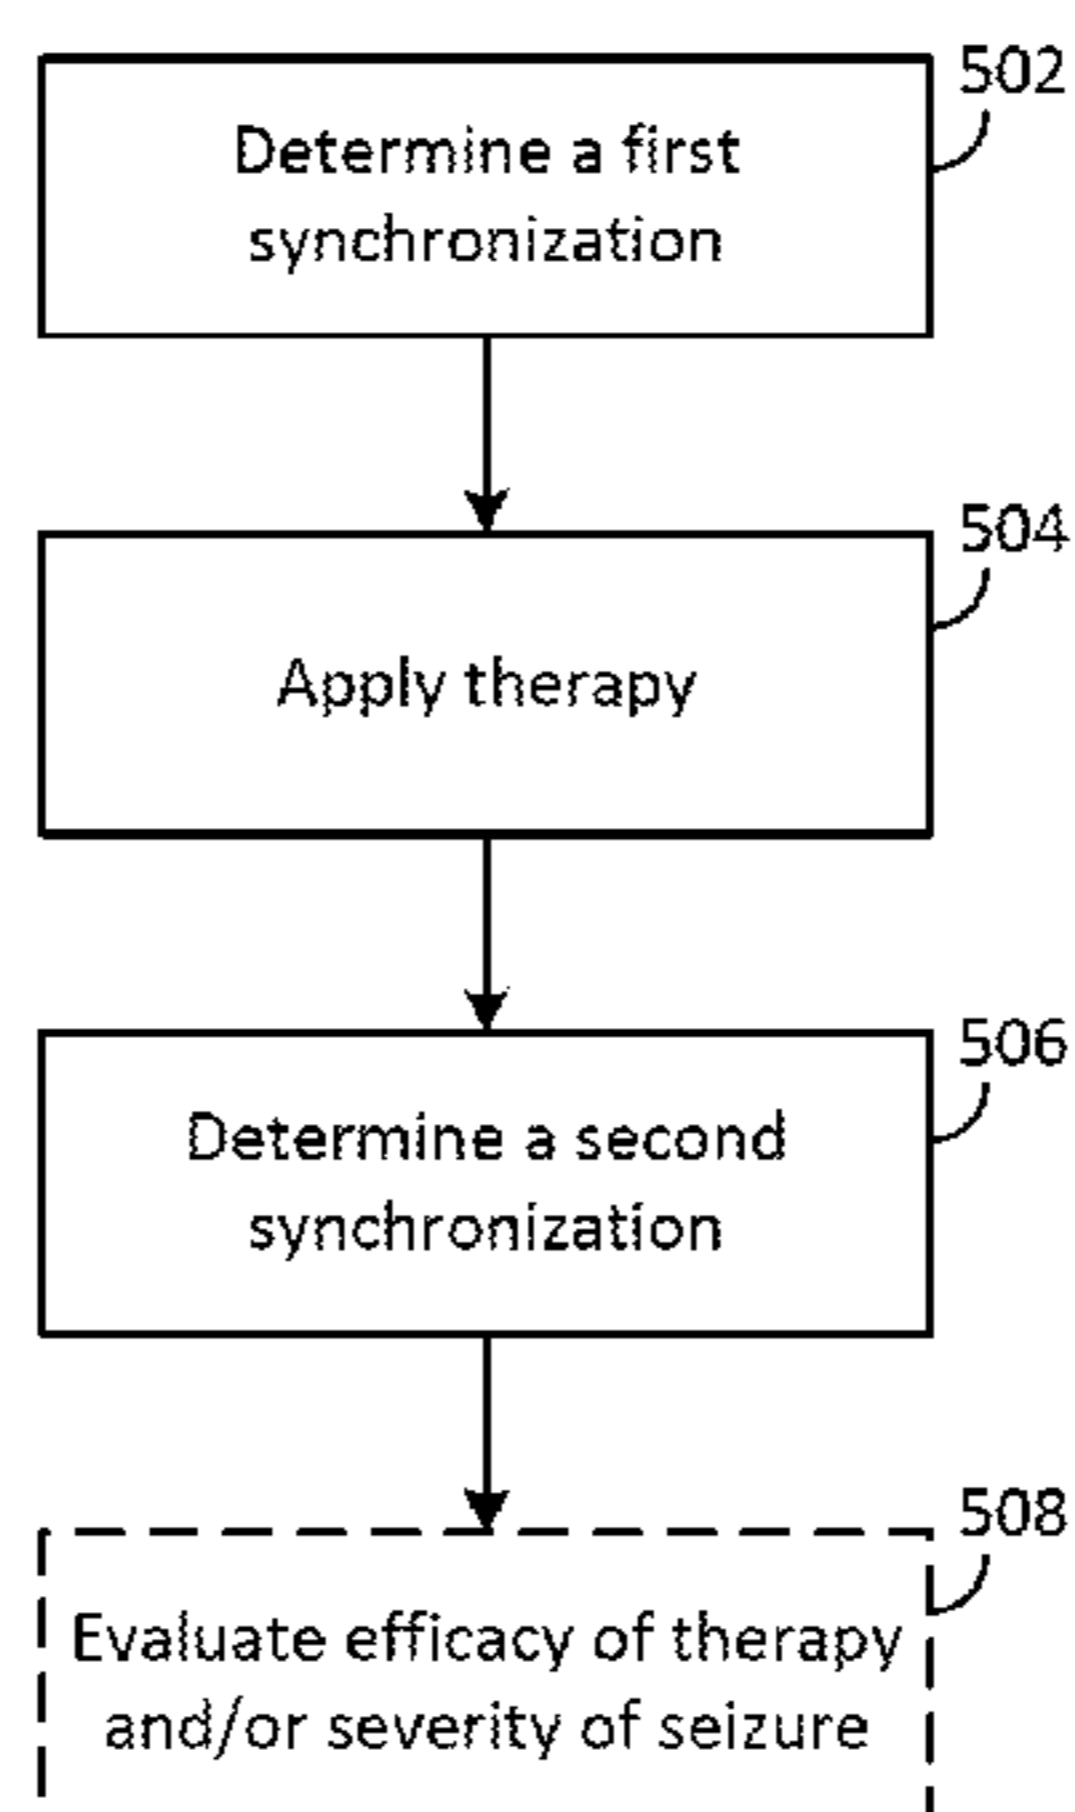 502
Determine a first
synchronization
504
Apply therapy
506
Determine a second
synchronization
508
Evaluate efficacy of therapy
and/or severity of seizure